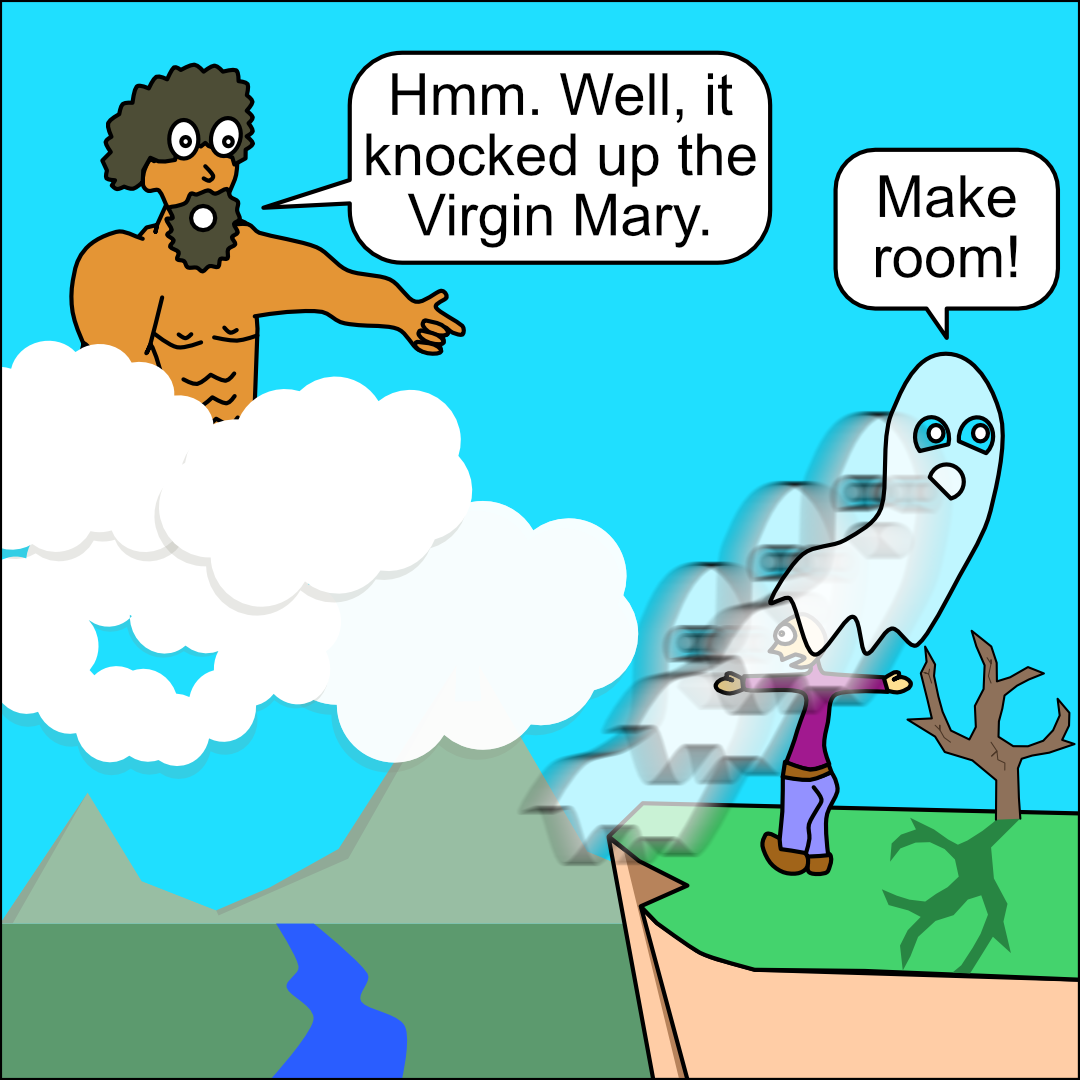 Hmm. Well, it
knocked up the
Virgin Mary.
Make
room!